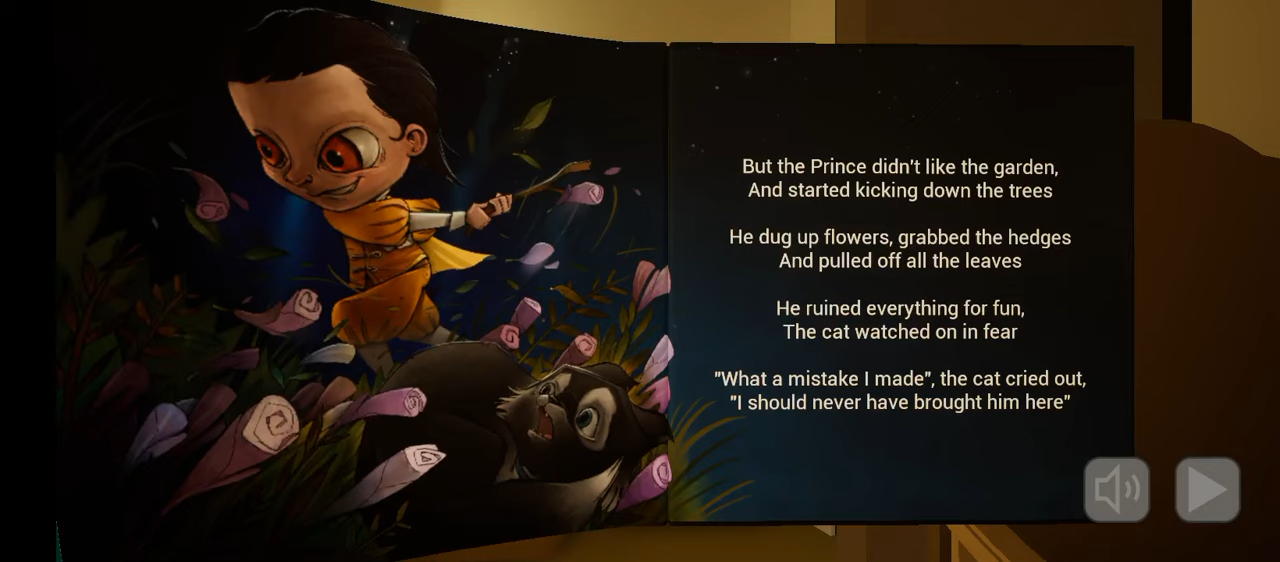 But the Prince didn't like the garden,
And started kicking down the trees
He dug up flowers, grabbed the hedges
And pulled off all the leaves
He ruined everything for fun,
The cat watched on in fear
"What a mistake I made", the cat cried out,
"I should never have brought him here"